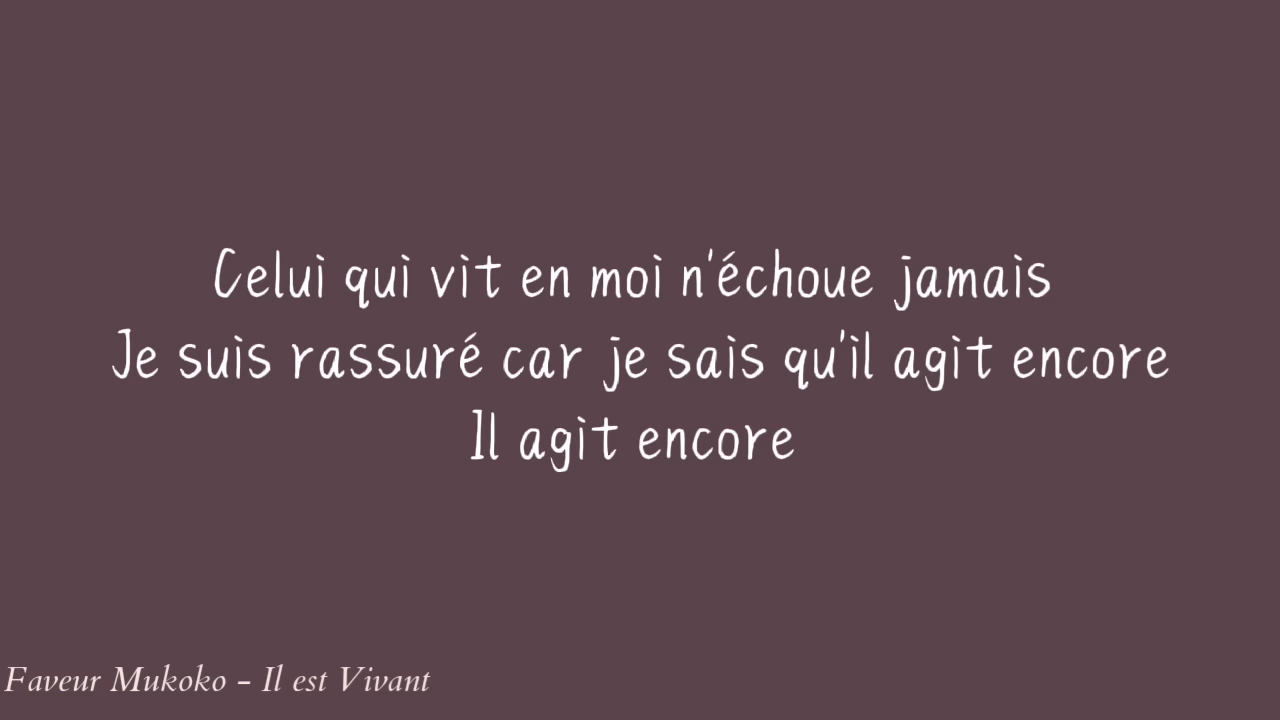 Celui qui vit en moi n'échoue jamais
Je suis rassuré car je sais qu'il agit encore
Il agit encore
Faveur Mukoko - Il est Vivant